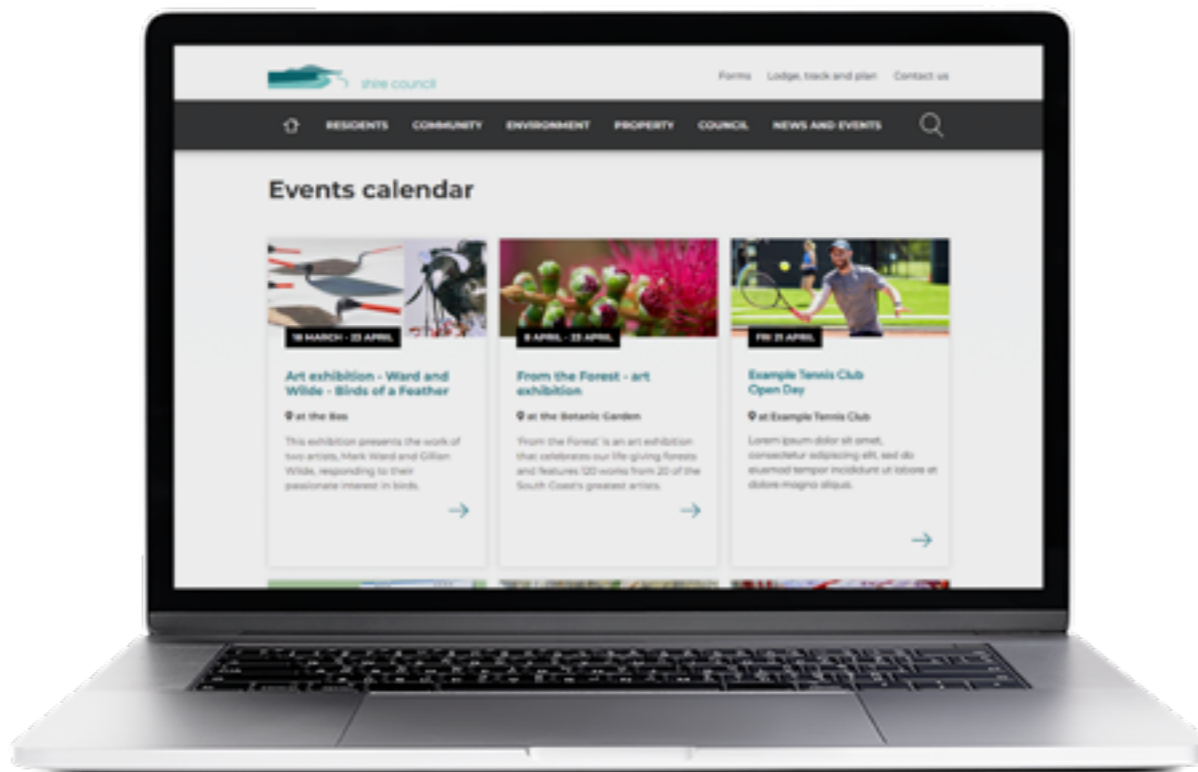 shire council
Forms Lodge, track and plan Contact us
RESIDENTS COMMUNITY ENVIRONMENT PROPERTY COUNCIL NEWS AND EVENTS
Events calendar
18 MARCH - 23 APRIL
Art exhibition - Ward and
Wilde - Birds of a Feather
at the Bas
This exhibition presents the work of
two artists, Mark Ward and Gillian
Wilde, responding to their
passionate interest in birds.
8 APRIL - 23 APRIL
From the Forest - art
exhibition
at the Botanic Garden
'From the Forest' is an art exhibition
that celebrates our life giving forests
and features 120 works from 20 of the
South Coast's greatest artists.
FRI 21 APRIL
Example Tennis Club
Open Day
at Example Tennis Club
Lorem ipsum dolor sit amet,
consectetur adipiscing elit, sed do
eiusmod tempor incididunt ut labore et
dolore magna aliqua.